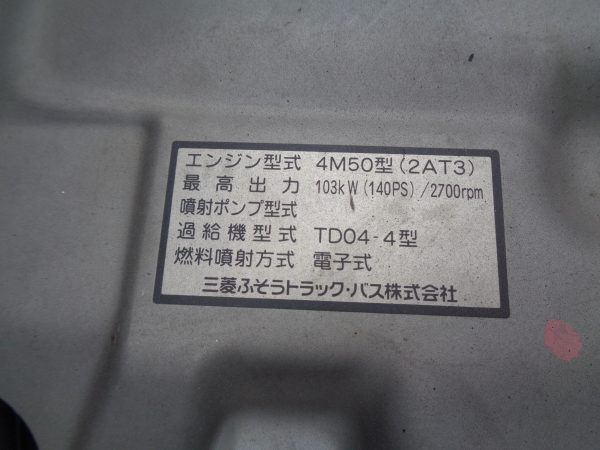 エンジン型式 4M50型(2AT3)
最高出力 103kW(140PS)/2700rpm
噴射ポンプ型式
過給機型式 TD04-4型
燃料噴射方式 電子式
三菱ふそうトラック・バス株式会社